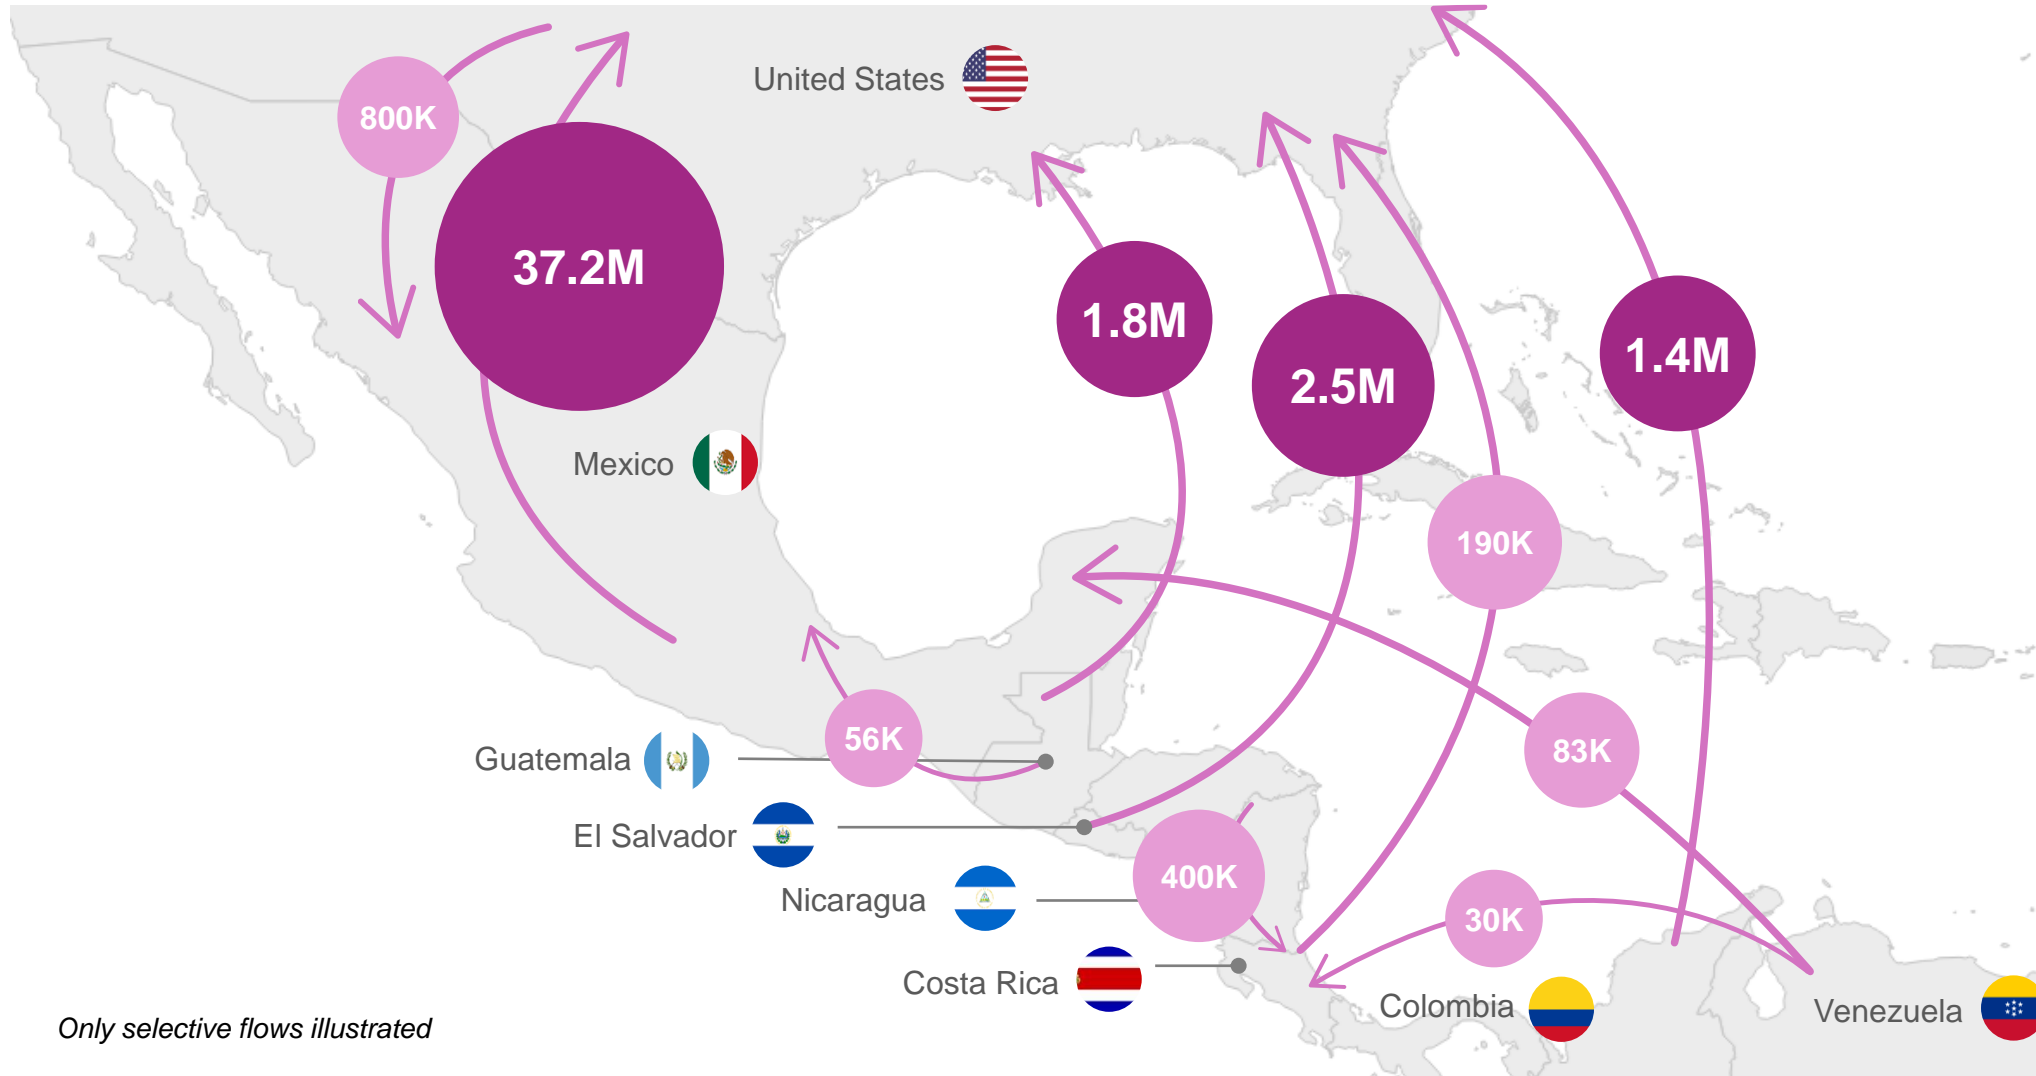 United States
800K
37.2M
1.8M
2.5M
1.4M
Mexico
190K
56K
Guatemala
83K
El Salvador
400K
Nicaragua
30K
Costa Rica
Colombia
Venezuela
Only selective flows illustrated